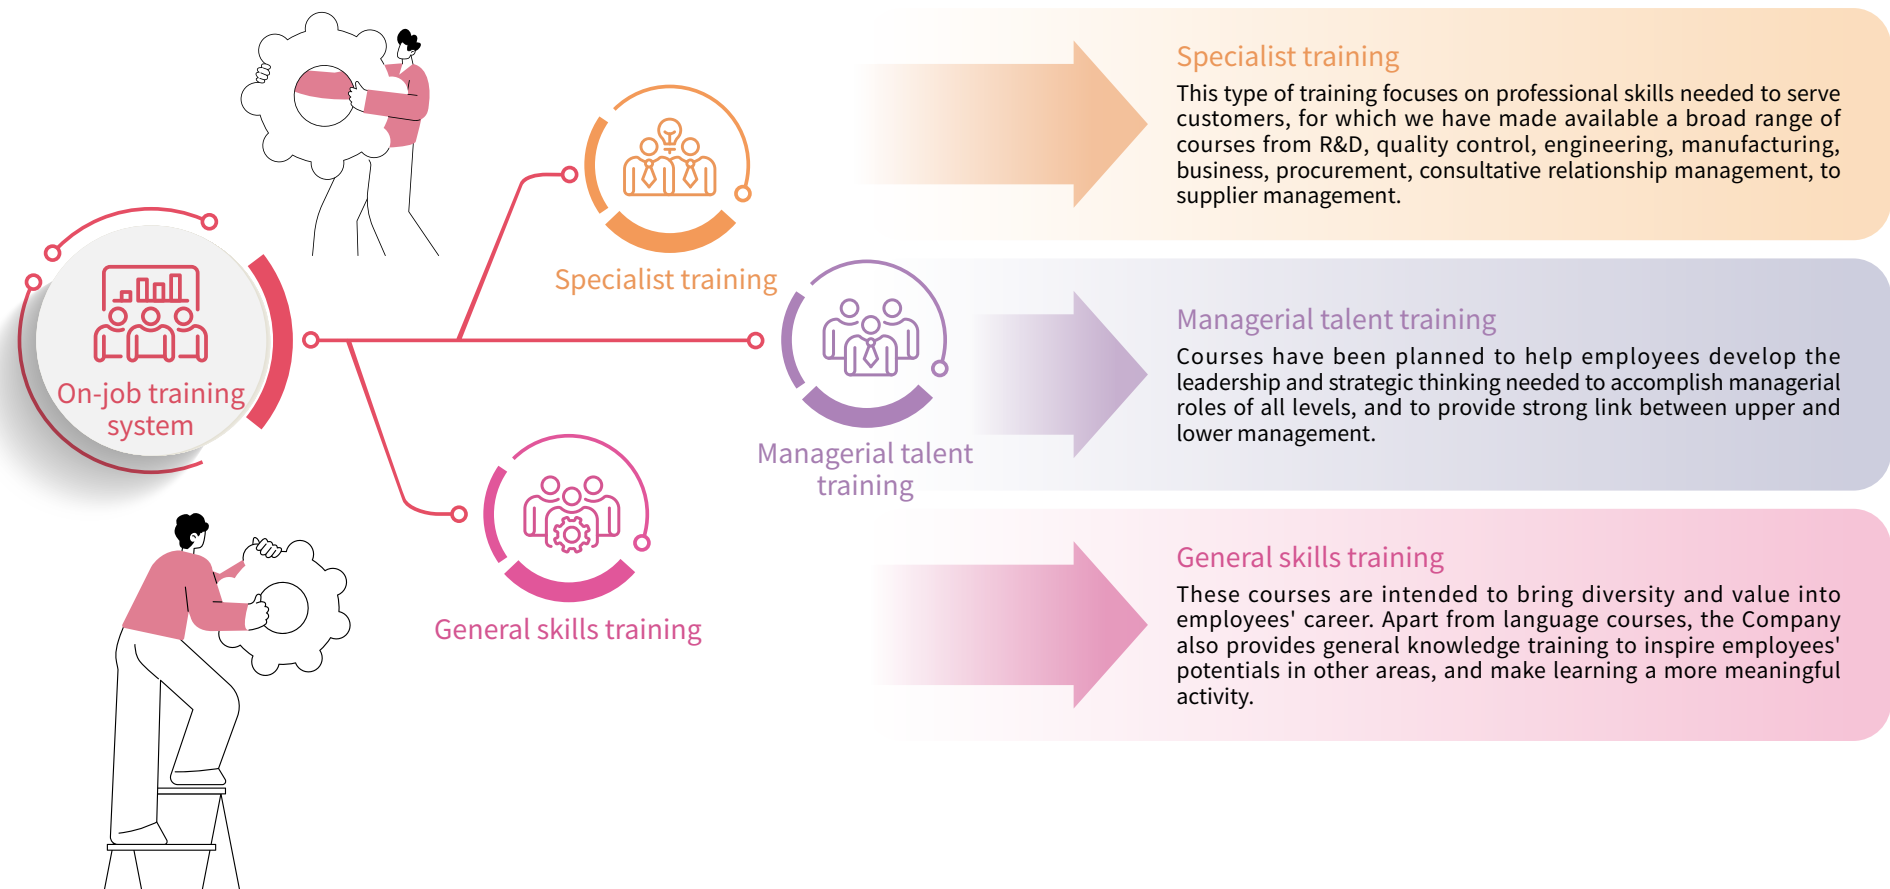 On-job training
system
Specialist training
Managerial talent
training
General skills training
Specialist training
This type of training focuses on professional skills needed to serve
customers, for which we have made available a broad range of
courses from R&D, quality control, engineering, manufacturing,
business, procurement, consultative relationship management, to
supplier management.
Managerial talent training
Courses have been planned to help employees develop the
leadership and strategic thinking needed to accomplish managerial
roles of all levels, and to provide strong link between upper and
lower management.
General skills training
These courses are intended to bring diversity and value into
employees' career. Apart from language courses, the Company
also provides general knowledge training to inspire employees'
potentials in other areas, and make learning a more meaningful
activity.